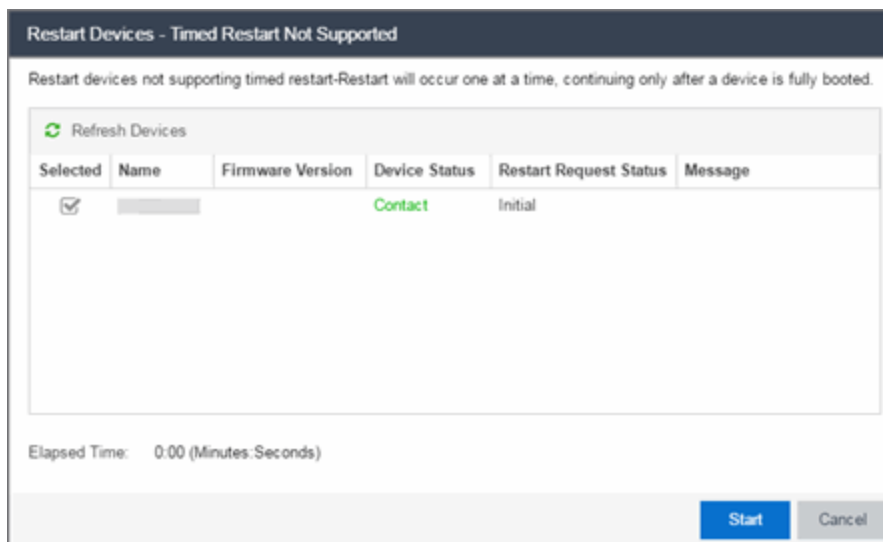 Restart Devices - Timed Restart Not Supported
Restart devices not supporting timed restart-Restart will occur one at a time, continuing only after a device is fully booted.
Refresh Devices
Selected Name Firmware Version Device Status Restart Request Status Message
Contact Initial
Elapsed Time: 0:00 (Minutes:Seconds)
Start Cancel